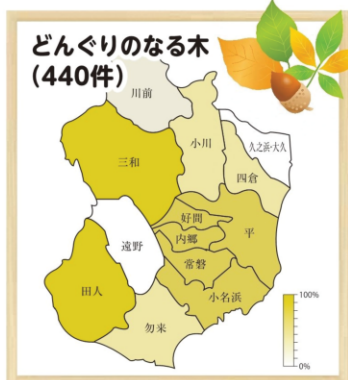 どんぐりのなる木
(440件)
川前
小川
久之浜・大久
三和
四倉
好間
平
内郷
遠野
常磐
田人
小名浜
勿来
100%
0%